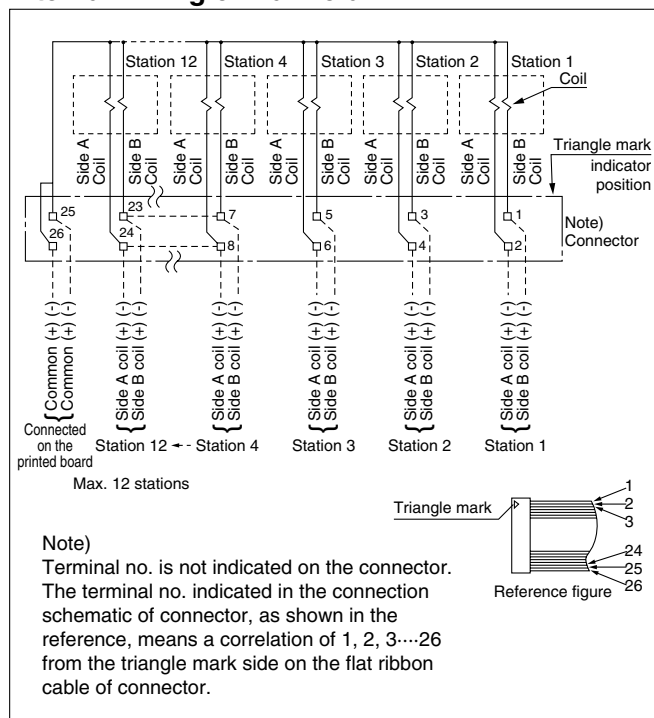 Station 12 Station 4 Station 3 Station 2 Station 1
Coil
Side A Coil Side B Coil Side A Coil Side B Coil Side A Coil Side B Coil Side A Coil Side B Coil Side A Coil Side B Coil
Triangle mark
indicator
position
25 23 7 5 3 1
26 24 8 6 4 2
Note)
Connector
Common (+) (-)
Common (+) (-)
Side A coil (+) (-)
Side B coil (+) (-)
Side A coil (+) (-)
Side B coil (+) (-)
Side A coil (+) (-)
Side B coil (+) (-)
Side A coil (+) (-)
Side B coil (+) (-)
Side A coil (+) (-)
Side B coil (+) (-)
Connected
on the
printed board
Station 12 Station 4 Station 3 Station 2 Station 1
Max. 12 stations
Triangle mark
1
2
3
24
25
26
Reference figure
Note)
Terminal no. is not indicated on the connector.
The terminal no. indicated in the connection
schematic of connector, as shown in the
reference, means a correlation of 1, 2, 3····26
from the triangle mark side on the flat ribbon
cable of connector.